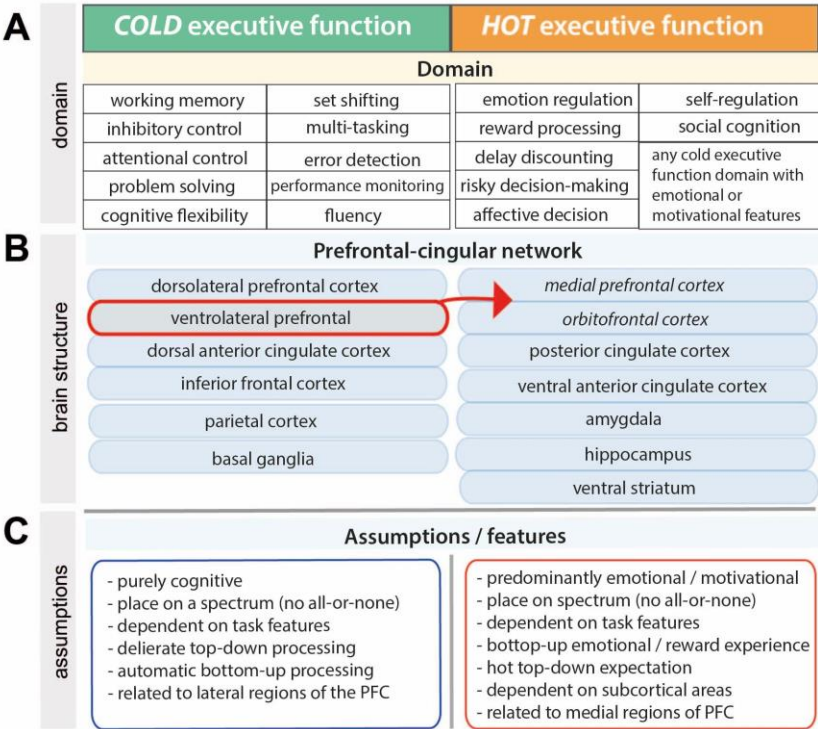 A
COLD executive function
HOT executive function
domain
Domain
working memory
set shifting
emotion regulation
self-regulation
inhibitory control
multi-tasking
reward processing
social cognition
attentional control
error detection
delay discounting
any cold executive
function domain with
emotional or
motivational features
problem solving
performance monitoring
risky decision-making
cognitive flexibility
fluency
affective decision
B
brain structure
Prefrontal-cingular network
dorsolateral prefrontal cortex
ventrolateral prefrontal
dorsal anterior cingulate cortex
inferior frontal cortex
parietal cortex
basal ganglia
medial prefrontal cortex
orbitofrontal cortex
posterior cingulate cortex
ventral anterior cingulate cortex
amygdala
hippocampus
ventral striatum
C
assumptions
Assumptions / features
- purely cognitive
- place on a spectrum (no all-or-none)
- dependent on task features
- delierate top-down processing
- automatic bottom-up processing
- related to lateral regions of the PFC
- predominantly emotional / motivational
- place on spectrum (no all-or-none)
- dependent on task features
- bottop-up emotional / reward experience
- hot top-down expectation
- dependent on subcortical areas
- related to medial regions of PFC